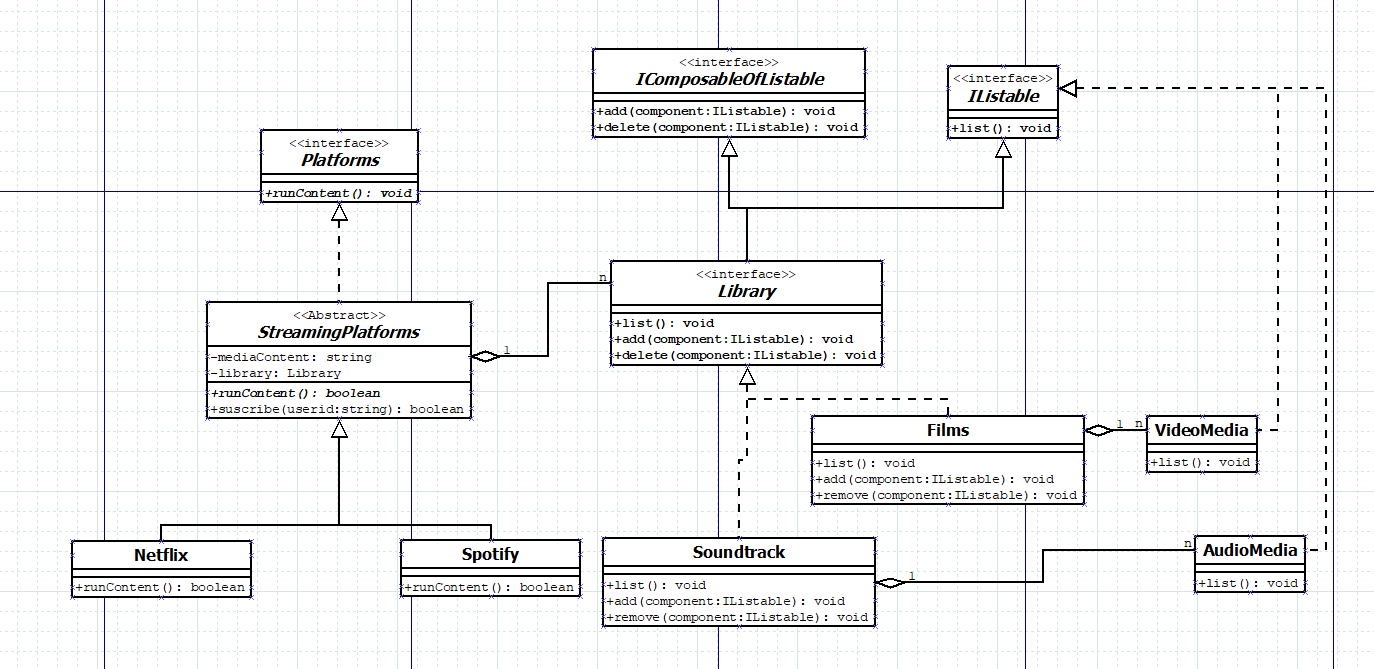 <<interface>>
IComposableOfListable
+add(component:IListable): void
+delete(component:IListable): void
<<interface>>
IListable
+list(): void
<<interface>>
Platforms
+runContent(): void
<<interface>>
Library
+list(): void
+add(component:IListable): void
+delete(component:IListable): void
n
1
<<Abstract>>
StreamingPlatforms
-mediaContent: string
-library: Library
+runContent(): boolean
+suscribe(userid:string): boolean
Films
+list(): void
+add(component:IListable): void
+remove(component:IListable): void
1
n
VideoMedia
+list(): void
Netflix
+runContent(): boolean
Spotify
+runContent(): boolean
Soundtrack
+list(): void
+add(component:IListable): void
+remove(component:IListable): void
1
n
AudioMedia
+list(): void